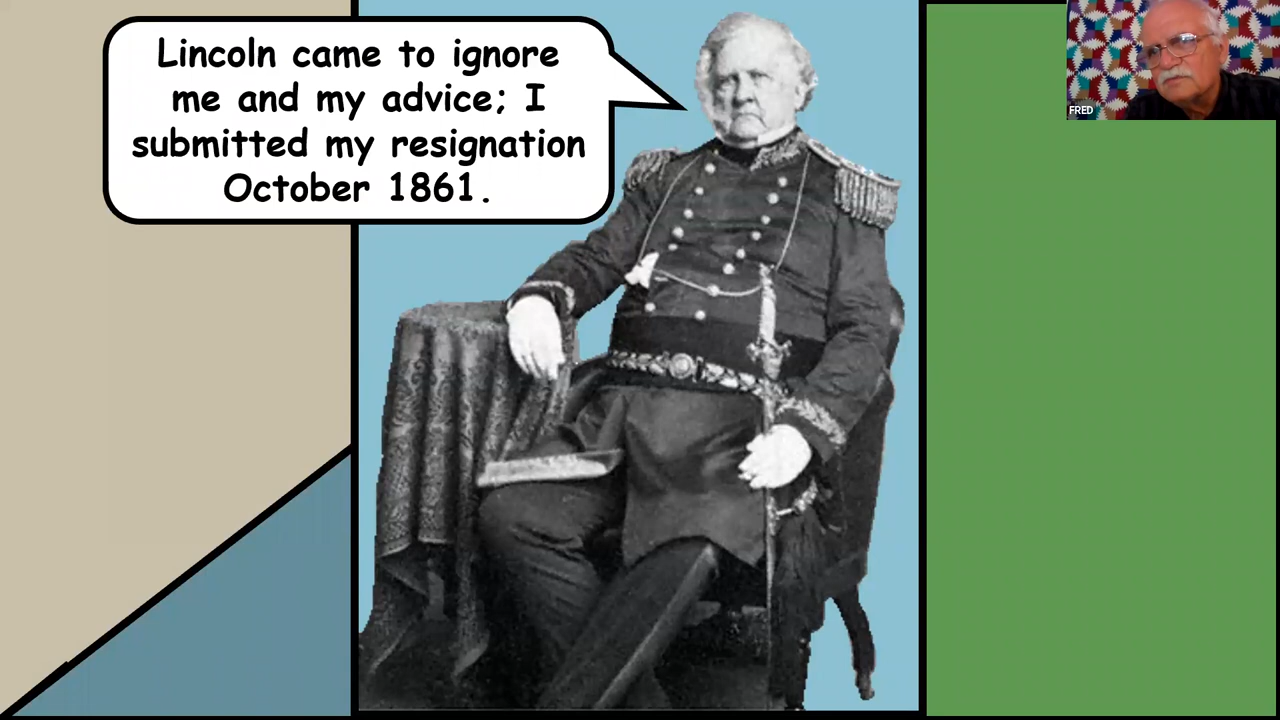 Lincoln came to ignore
me and my advice; I
submitted my resignation
October 1861.
FRED